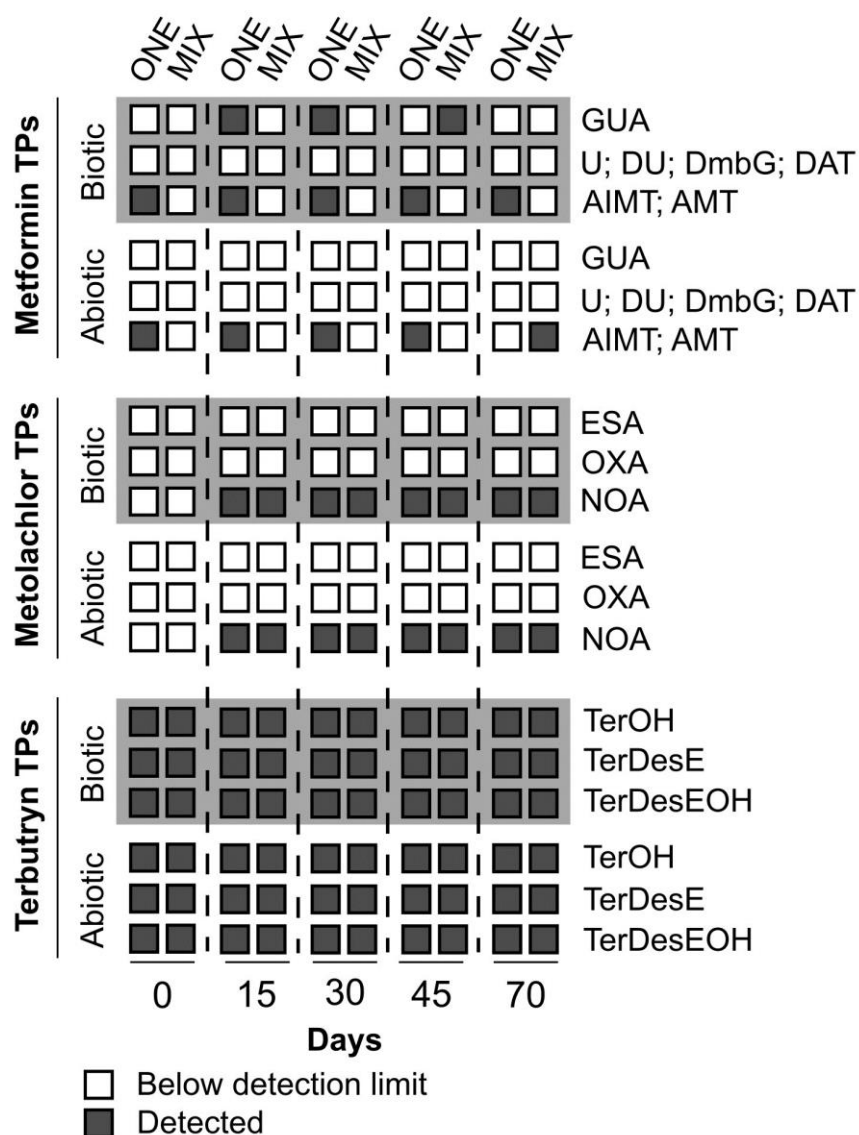 ONE MIX ONE MIX ONE MIX ONE MIX ONE MIX
Metformin TPs
Biotic
GUA
U; DU; DmbG; DAT
AIMT; AMT
Abiotic
GUA
U; DU; DmbG; DAT
AIMT; AMT
Metolachlor TPs
Biotic
ESA
OXA
NOA
Abiotic
ESA
OXA
NOA
Terbutryn TPs
Biotic
TerOH
TerDesE
TerDesEOH
Abiotic
TerOH
TerDesE
TerDesEOH
0 15 30 45 70
Days
Below detection limit
Detected